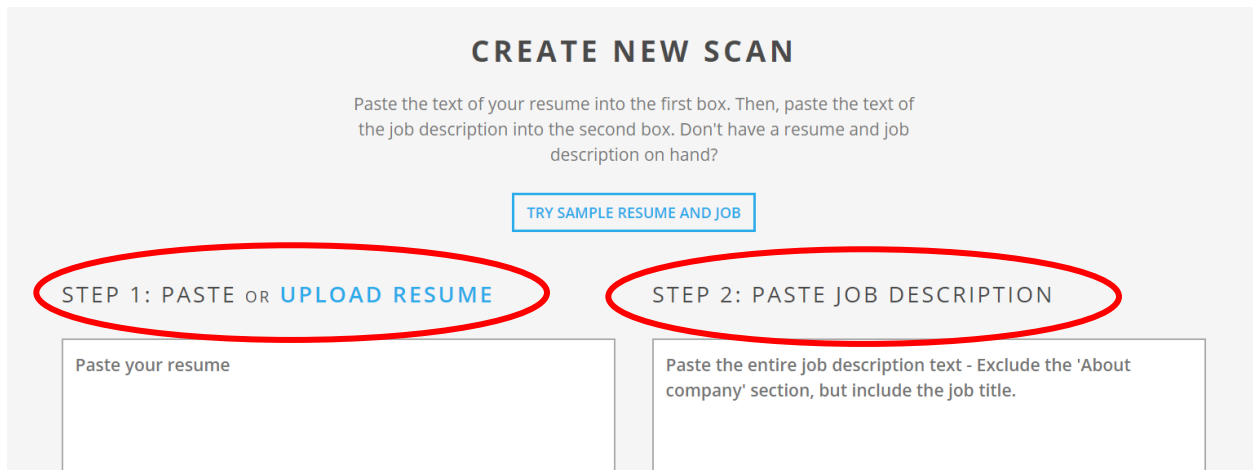 CREATE NEW SCAN
Paste the text of your resume into the first box. Then, paste the text of
the job description into the second box. Don't have a resume and job
description on hand?
TRY SAMPLE RESUME AND JOB
STEP 1: PASTE OR UPLOAD RESUME
Paste your resume
STEP 2: PASTE JOB DESCRIPTION
Paste the entire job description text - Exclude the 'About
company' section, but include the job title.